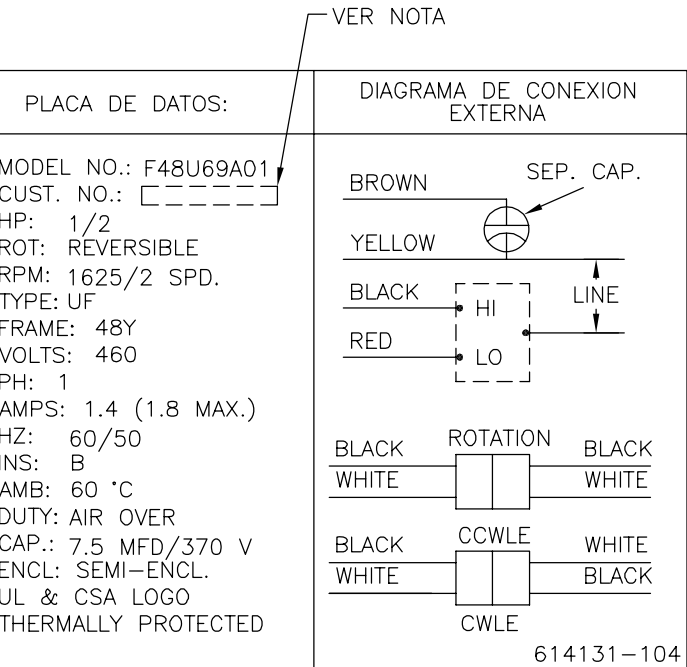 VER NOTA
PLACA DE DATOS:
MODEL NO.: F48U69A01
CUST. NO.:
HP: 1/2
ROT: REVERSIBLE
RPM: 1625/2 SPD.
TYPE: UF
FRAME: 48Y
VOLTS: 460
PH: 1
AMPS: 1.4 (1.8 MAX.)
HZ: 60/50
INS: B
AMB: 60 °C
DUTY: AIR OVER
CAP.: 7.5 MFD/370 V
ENCL: SEMI-ENCL.
UL & CSA LOGO
THERMALLY PROTECTED
DIAGRAMA DE CONEXION
EXTERNA
BROWN
SEP. CAP.
YELLOW
BLACK
HI
LINE
RED
LO
ROTATION
BLACK
BLACK
WHITE
WHITE
CCWLE
BLACK
WHITE
WHITE
BLACK
CWLE
614131-104